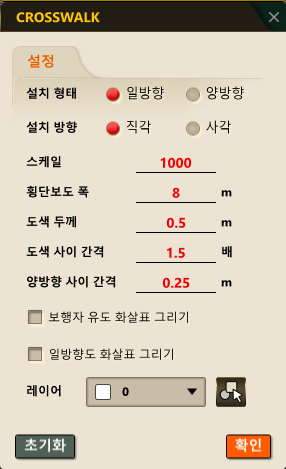 CROSSWALK
설정
설치 형태 일방향 양방향
설치 방향 직각 사각
스케일 1000
횡단보도 폭 8 m
도색 두께 0.5 m
도색 사이 간격 1.5 배
양방향 사이 간격 0.25 m
보행자 유도 화살표 그리기
일방향도 화살표 그리기
레이어 0
초기화 확인